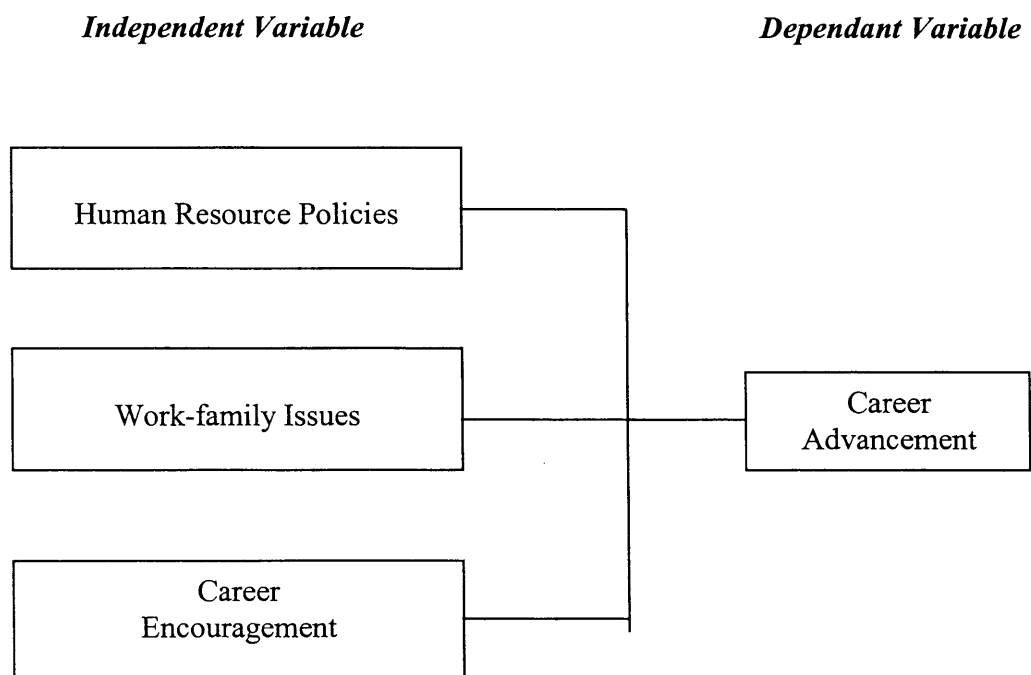 Independent Variable
Dependant Variable
Human Resource Policies
Work-family Issues
Career
Advancement
Career
Encouragement